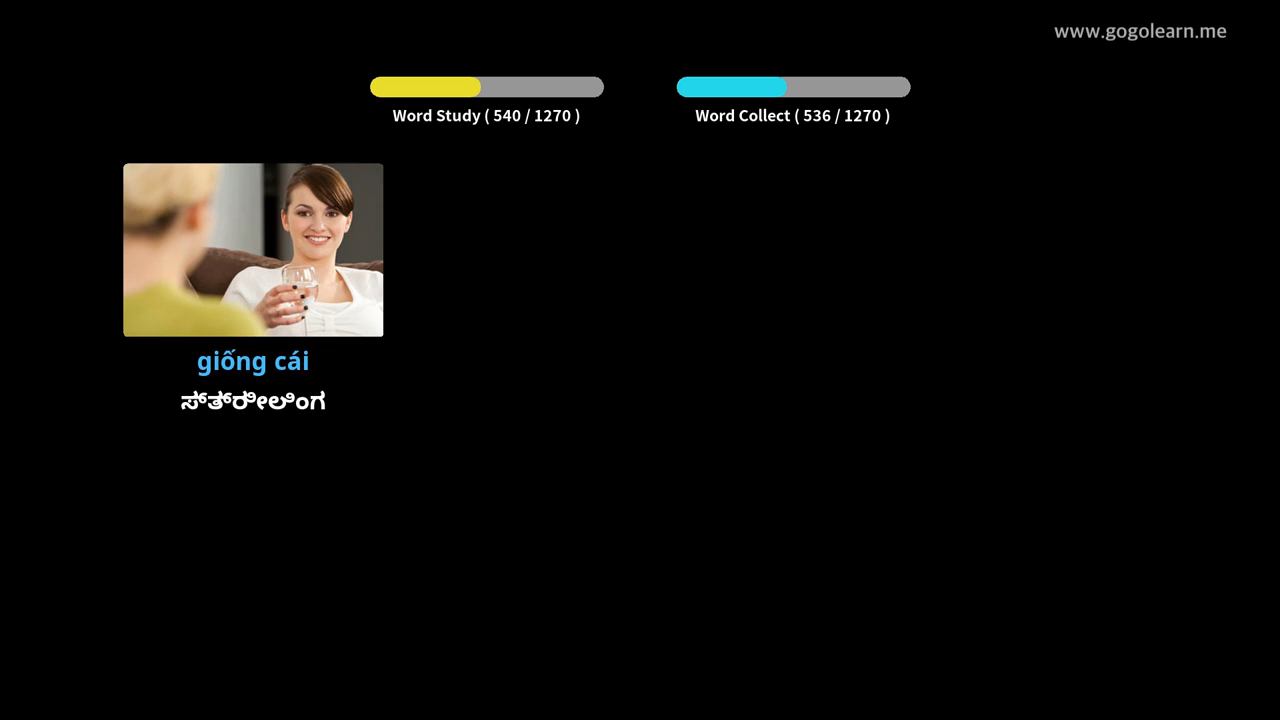 www.gogolearn.me
Word Study ( 540 / 1270 )
Word Collect ( 536 / 1270 )
giống cái
ಸ್ತ್ರೀಲಿಂಗ